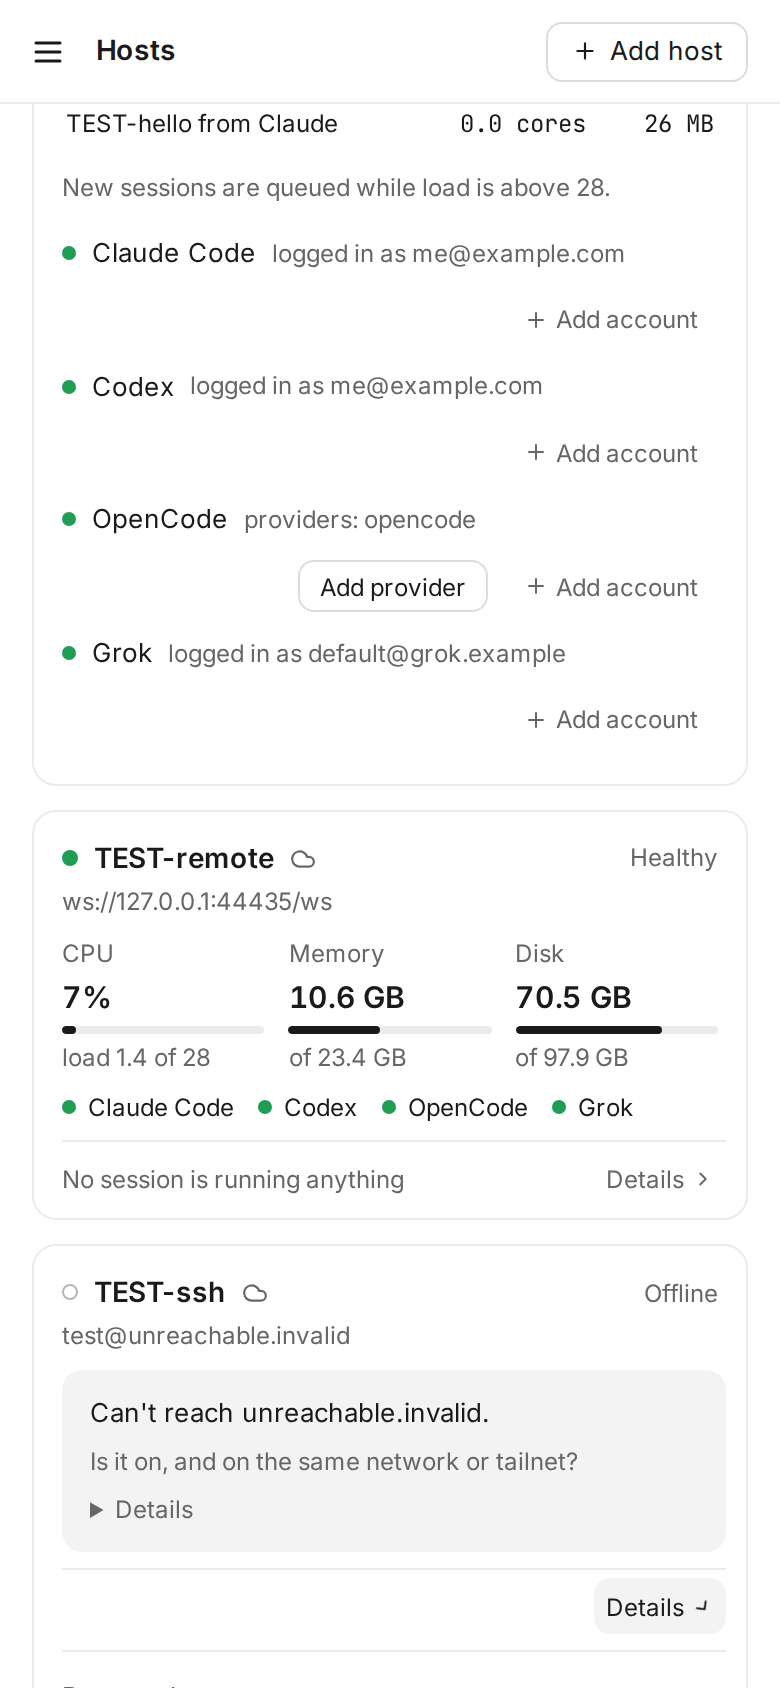 Hosts
+ Add host
TEST-hello from Claude 0.0 cores 26 MB
New sessions are queued while load is above 28.
Claude Code logged in as me@example.com
+ Add account
Codex logged in as me@example.com
+ Add account
OpenCode providers: opencode
Add provider + Add account
Grok logged in as default@grok.example
+ Add account
TEST-remote Healthy
ws://127.0.0.1:44435/ws
CPU Memory Disk
7% 10.6 GB 70.5 GB
load 1.4 of 28 of 23.4 GB of 97.9 GB
Claude Code Codex OpenCode Grok
No session is running anything Details
TEST-ssh Offline
test@unreachable.invalid
Can't reach unreachable.invalid.
Is it on, and on the same network or tailnet?
Details
Details